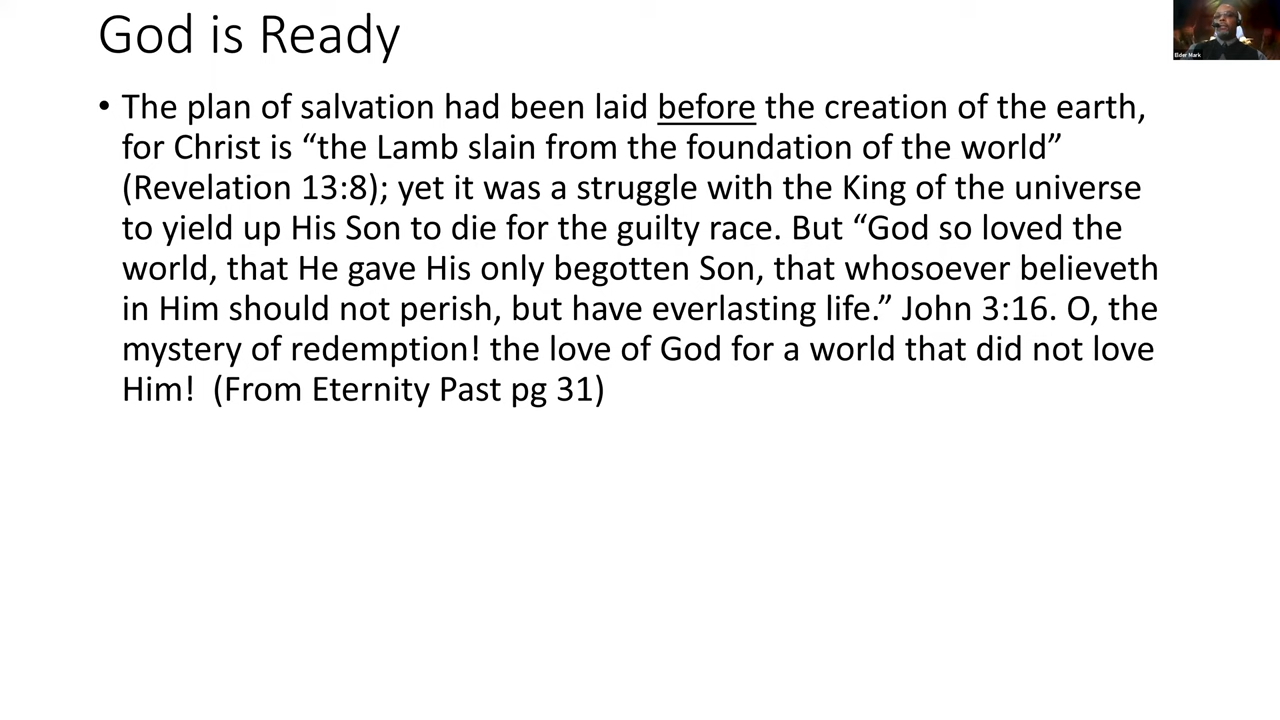 God is Ready
Elder Mark
• The plan of salvation had been laid before the creation of the earth,
for Christ is “the Lamb slain from the foundation of the world”
(Revelation 13:8); yet it was a struggle with the King of the universe
to yield up His Son to die for the guilty race. But “God so loved the
world, that He gave His only begotten Son, that whosoever believeth
in Him should not perish, but have everlasting life.” John 3:16. O, the
mystery of redemption! the love of God for a world that did not love
Him!  (From Eternity Past pg 31)